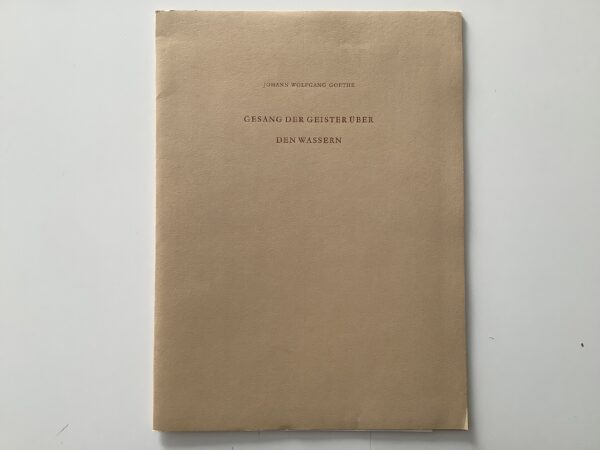 JOHANN WOLFGANG GOETHE
GESANG DER GEISTER ÜBER
DEN WASSERN